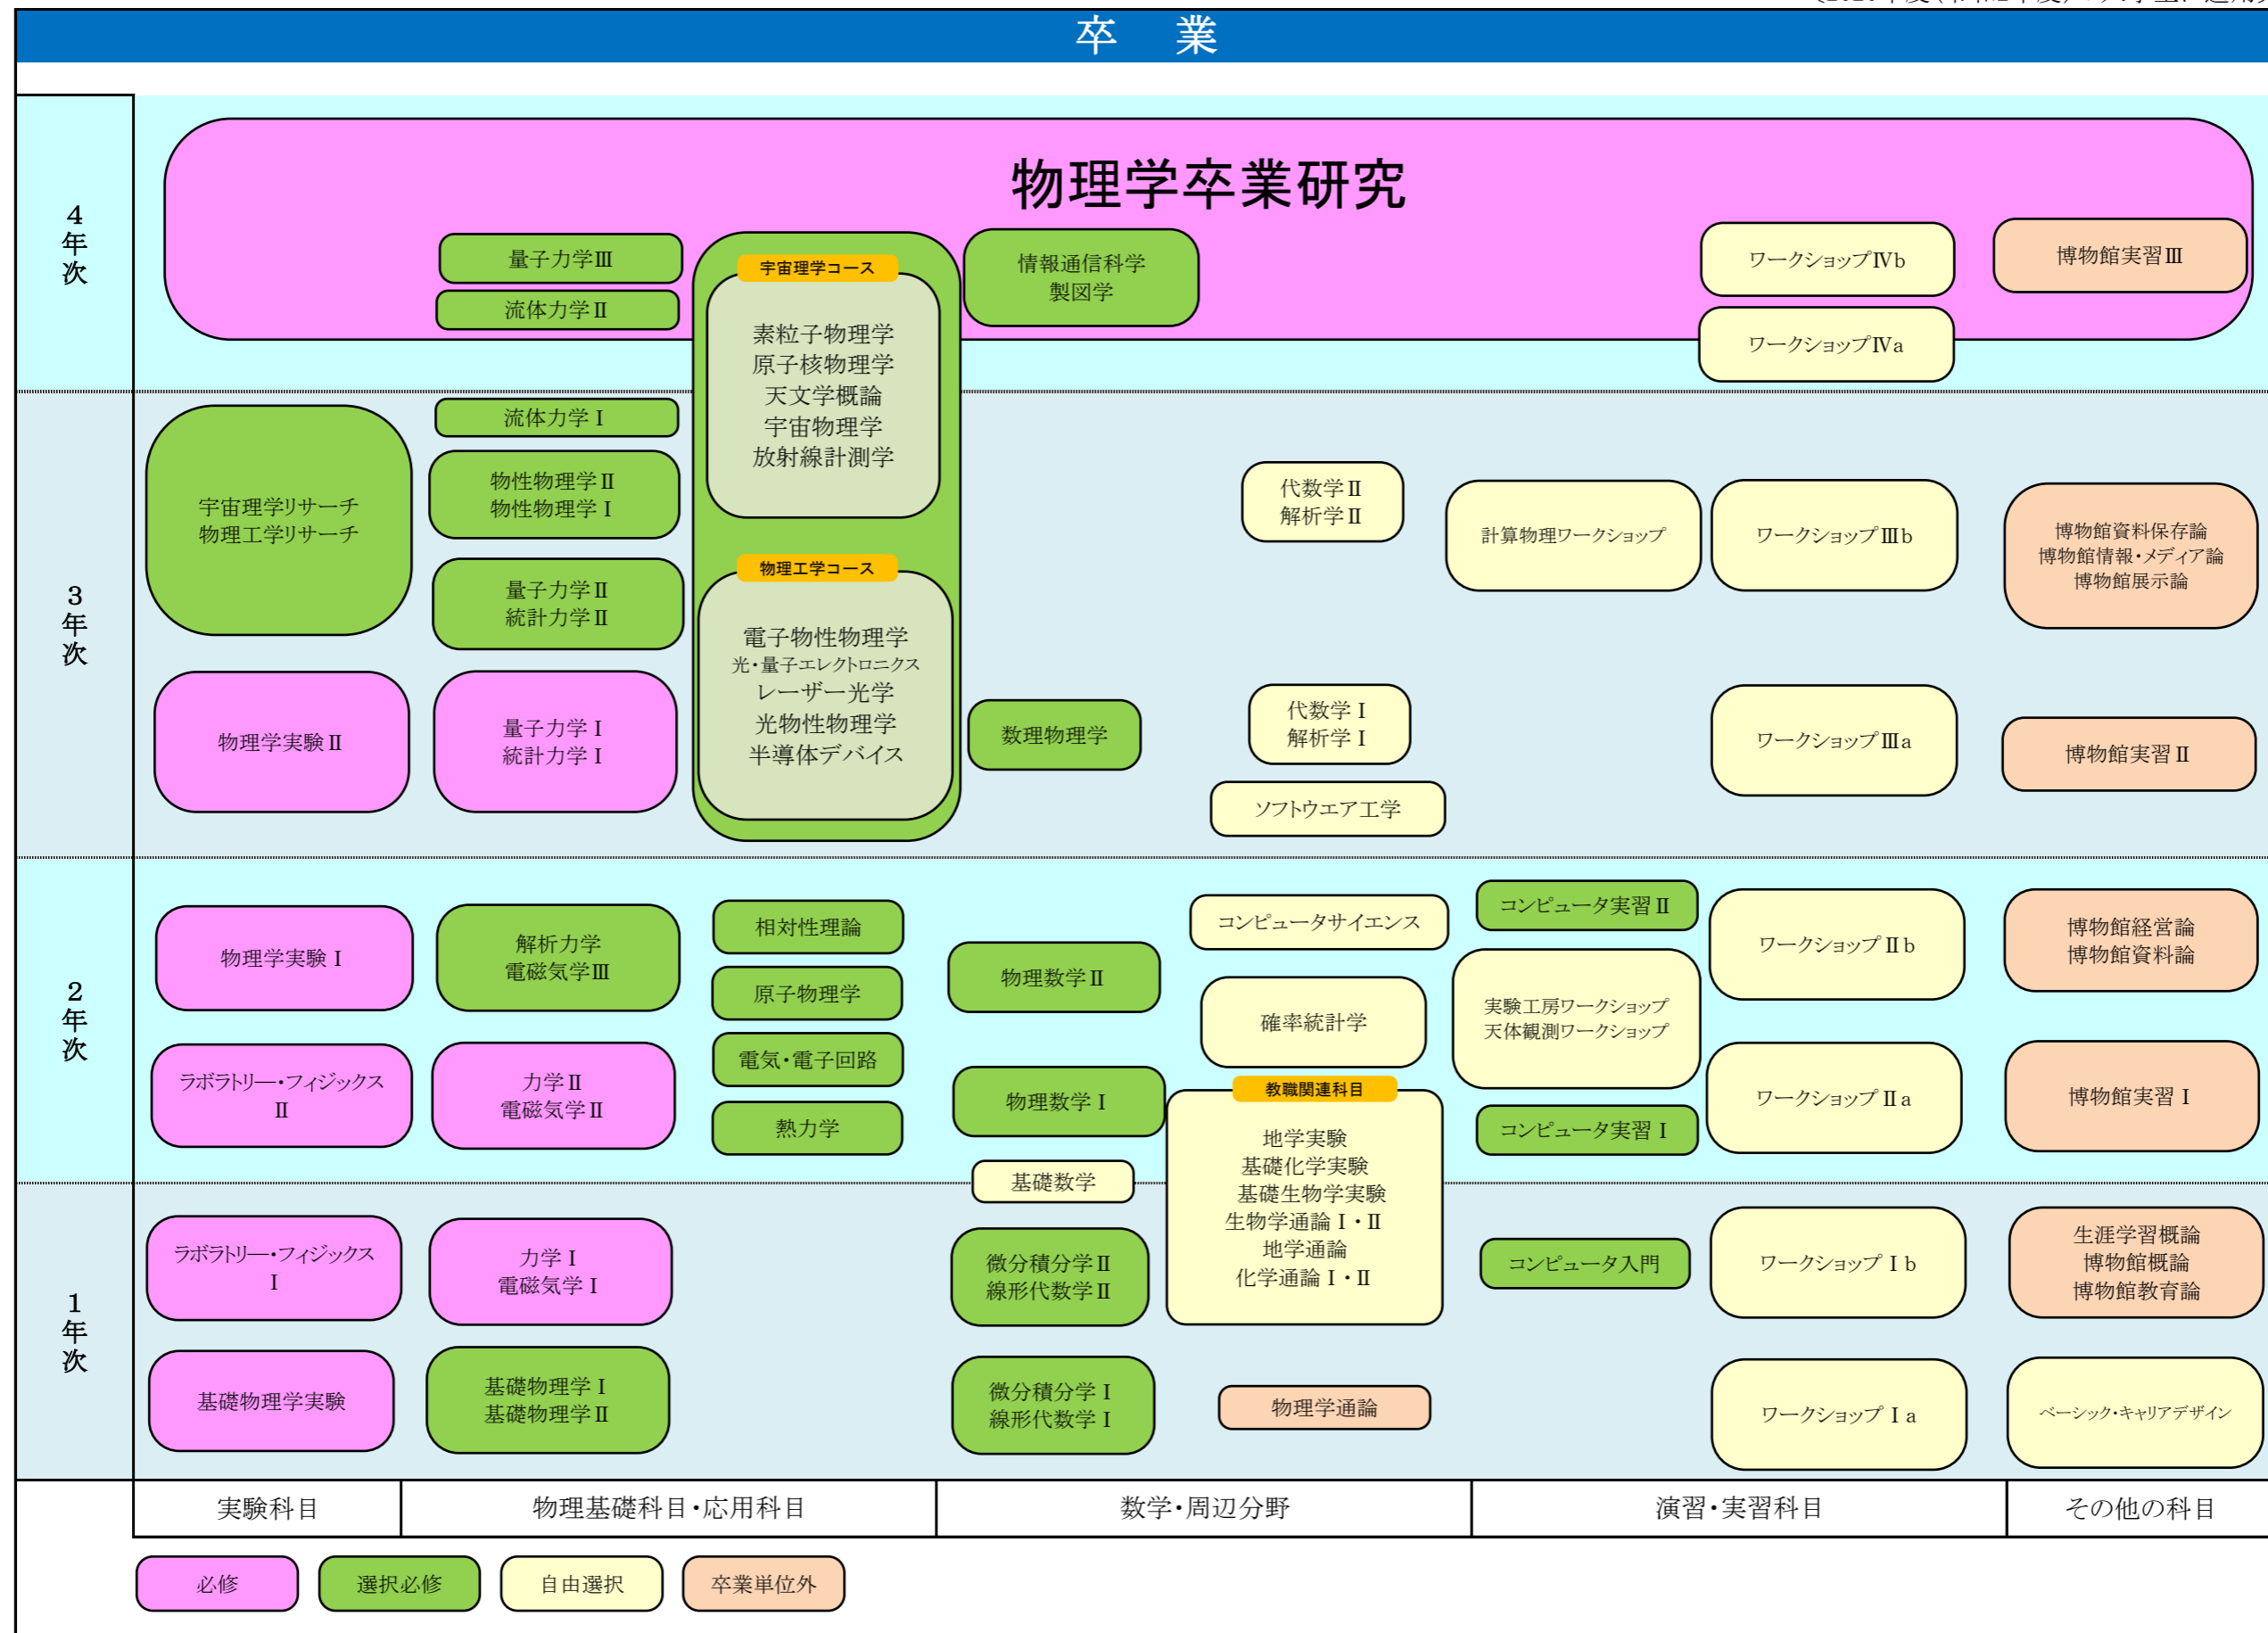 卒　業
4年次
物理学卒業研究
量子力学Ⅲ
流体力学Ⅱ
宇宙理学コース
素粒子物理学
原子核物理学
天文学概論
宇宙物理学
放射線計測学
情報通信科学
製図学
ワークショップⅣb
ワークショップⅣa
博物館実習Ⅲ
3年次
宇宙理学リサーチ
物理工学リサーチ
物理学実験Ⅱ
流体力学Ⅰ
物性物理学Ⅱ
物性物理学Ⅰ
量子力学Ⅱ
統計力学Ⅱ
量子力学Ⅰ
統計力学Ⅰ
物理工学コース
電子物性物理学
光・量子エレクトロニクス
レーザー光学
光物性物理学
半導体デバイス
数理物理学
代数学Ⅱ
解析学Ⅱ
代数学Ⅰ
解析学Ⅰ
ソフトウエア工学
計算物理ワークショップ
ワークショップⅢb
ワークショップⅢa
博物館資料保存論
博物館情報・メディア論
博物館展示論
博物館実習Ⅱ
2年次
物理学実験Ⅰ
ラボラトリー・フィジックス
Ⅱ
解析力学
電磁気学Ⅲ
力学Ⅱ
電磁気学Ⅱ
相対性理論
原子物理学
電気・電子回路
熱力学
物理数学Ⅱ
物理数学Ⅰ
基礎数学
コンピュータサイエンス
確率統計学
教職関連科目
地学実験
基礎化学実験
基礎生物学実験
生物学通論Ⅰ・Ⅱ
地学通論
化学通論Ⅰ・Ⅱ
コンピュータ実習Ⅱ
実験工房ワークショップ
天体観測ワークショップ
コンピュータ実習Ⅰ
ワークショップⅡb
ワークショップⅡa
博物館経営論
博物館資料論
博物館実習Ⅰ
1年次
ラボラトリー・フィジックス
Ⅰ
基礎物理学実験
力学Ⅰ
電磁気学Ⅰ
基礎物理学Ⅰ
基礎物理学Ⅱ
微分積分学Ⅱ
線形代数学Ⅱ
微分積分学Ⅰ
線形代数学Ⅰ
物理学通論
コンピュータ入門
ワークショップⅠb
ワークショップⅠa
生涯学習概論
博物館概論
博物館教育論
ベーシック・キャリアデザイン
実験科目
物理基礎科目・応用科目
数学・周辺分野
演習・実習科目
その他の科目
必修
選択必修
自由選択
卒業単位外